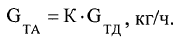 G_ТА = К·G_ТД, кг/ч.